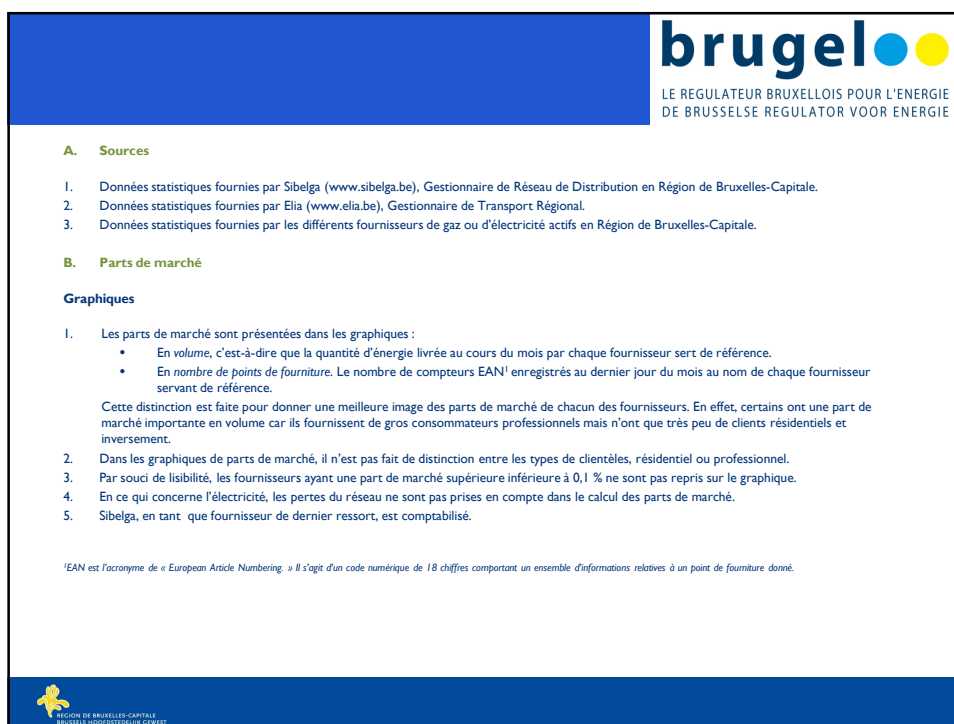 brugel
LE REGULATEUR BRUXELLOIS POUR L'ENERGIE
DE BRUSSELSE REGULATOR VOOR ENERGIE
A. Sources
1. Données statistiques fournies par Sibelga (www.sibelga.be), Gestionnaire de Réseau de Distribution en Région de Bruxelles-Capitale.
2. Données statistiques fournies par Elia (www.elia.be), Gestionnaire de Transport Régional.
3. Données statistiques fournies par les différents fournisseurs de gaz ou d'électricité actifs en Région de Bruxelles-Capitale.
B. Parts de marché
Graphiques
1. Les parts de marché sont présentées dans les graphiques :
• En volume, c'est-à-dire que la quantité d'énergie livrée au cours du mois par chaque fournisseur sert de référence.
• En nombre de points de fourniture. Le nombre de compteurs EAN¹ enregistrés au dernier jour du mois au nom de chaque fournisseur
servant de référence.
Cette distinction est faite pour donner une meilleure image des parts de marché de chacun des fournisseurs. En effet, certains ont une part de
marché importante en volume car ils fournissent de gros consommateurs professionnels mais n'ont que très peu de clients résidentiels et
inversement.
2. Dans les graphiques de parts de marché, il n'est pas fait de distinction entre les types de clientèles, résidentiel ou professionnel.
3. Par souci de lisibilité, les fournisseurs ayant une part de marché supérieure inférieure à 0,1 % ne sont pas repris sur le graphique.
4. En ce qui concerne l'électricité, les pertes du réseau ne sont pas prises en compte dans le calcul des parts de marché.
5. Sibelga, en tant que fournisseur de dernier ressort, est comptabilisé.
¹EAN est l'acronyme de « European Article Numbering. » Il s'agit d'un code numérique de 18 chiffres comportant un ensemble d'informations relatives à un point de fourniture donné.
REGION DE BRUXELLES-CAPITALE
BRUSSELS HOOFDSTEDELIJK GEWEST